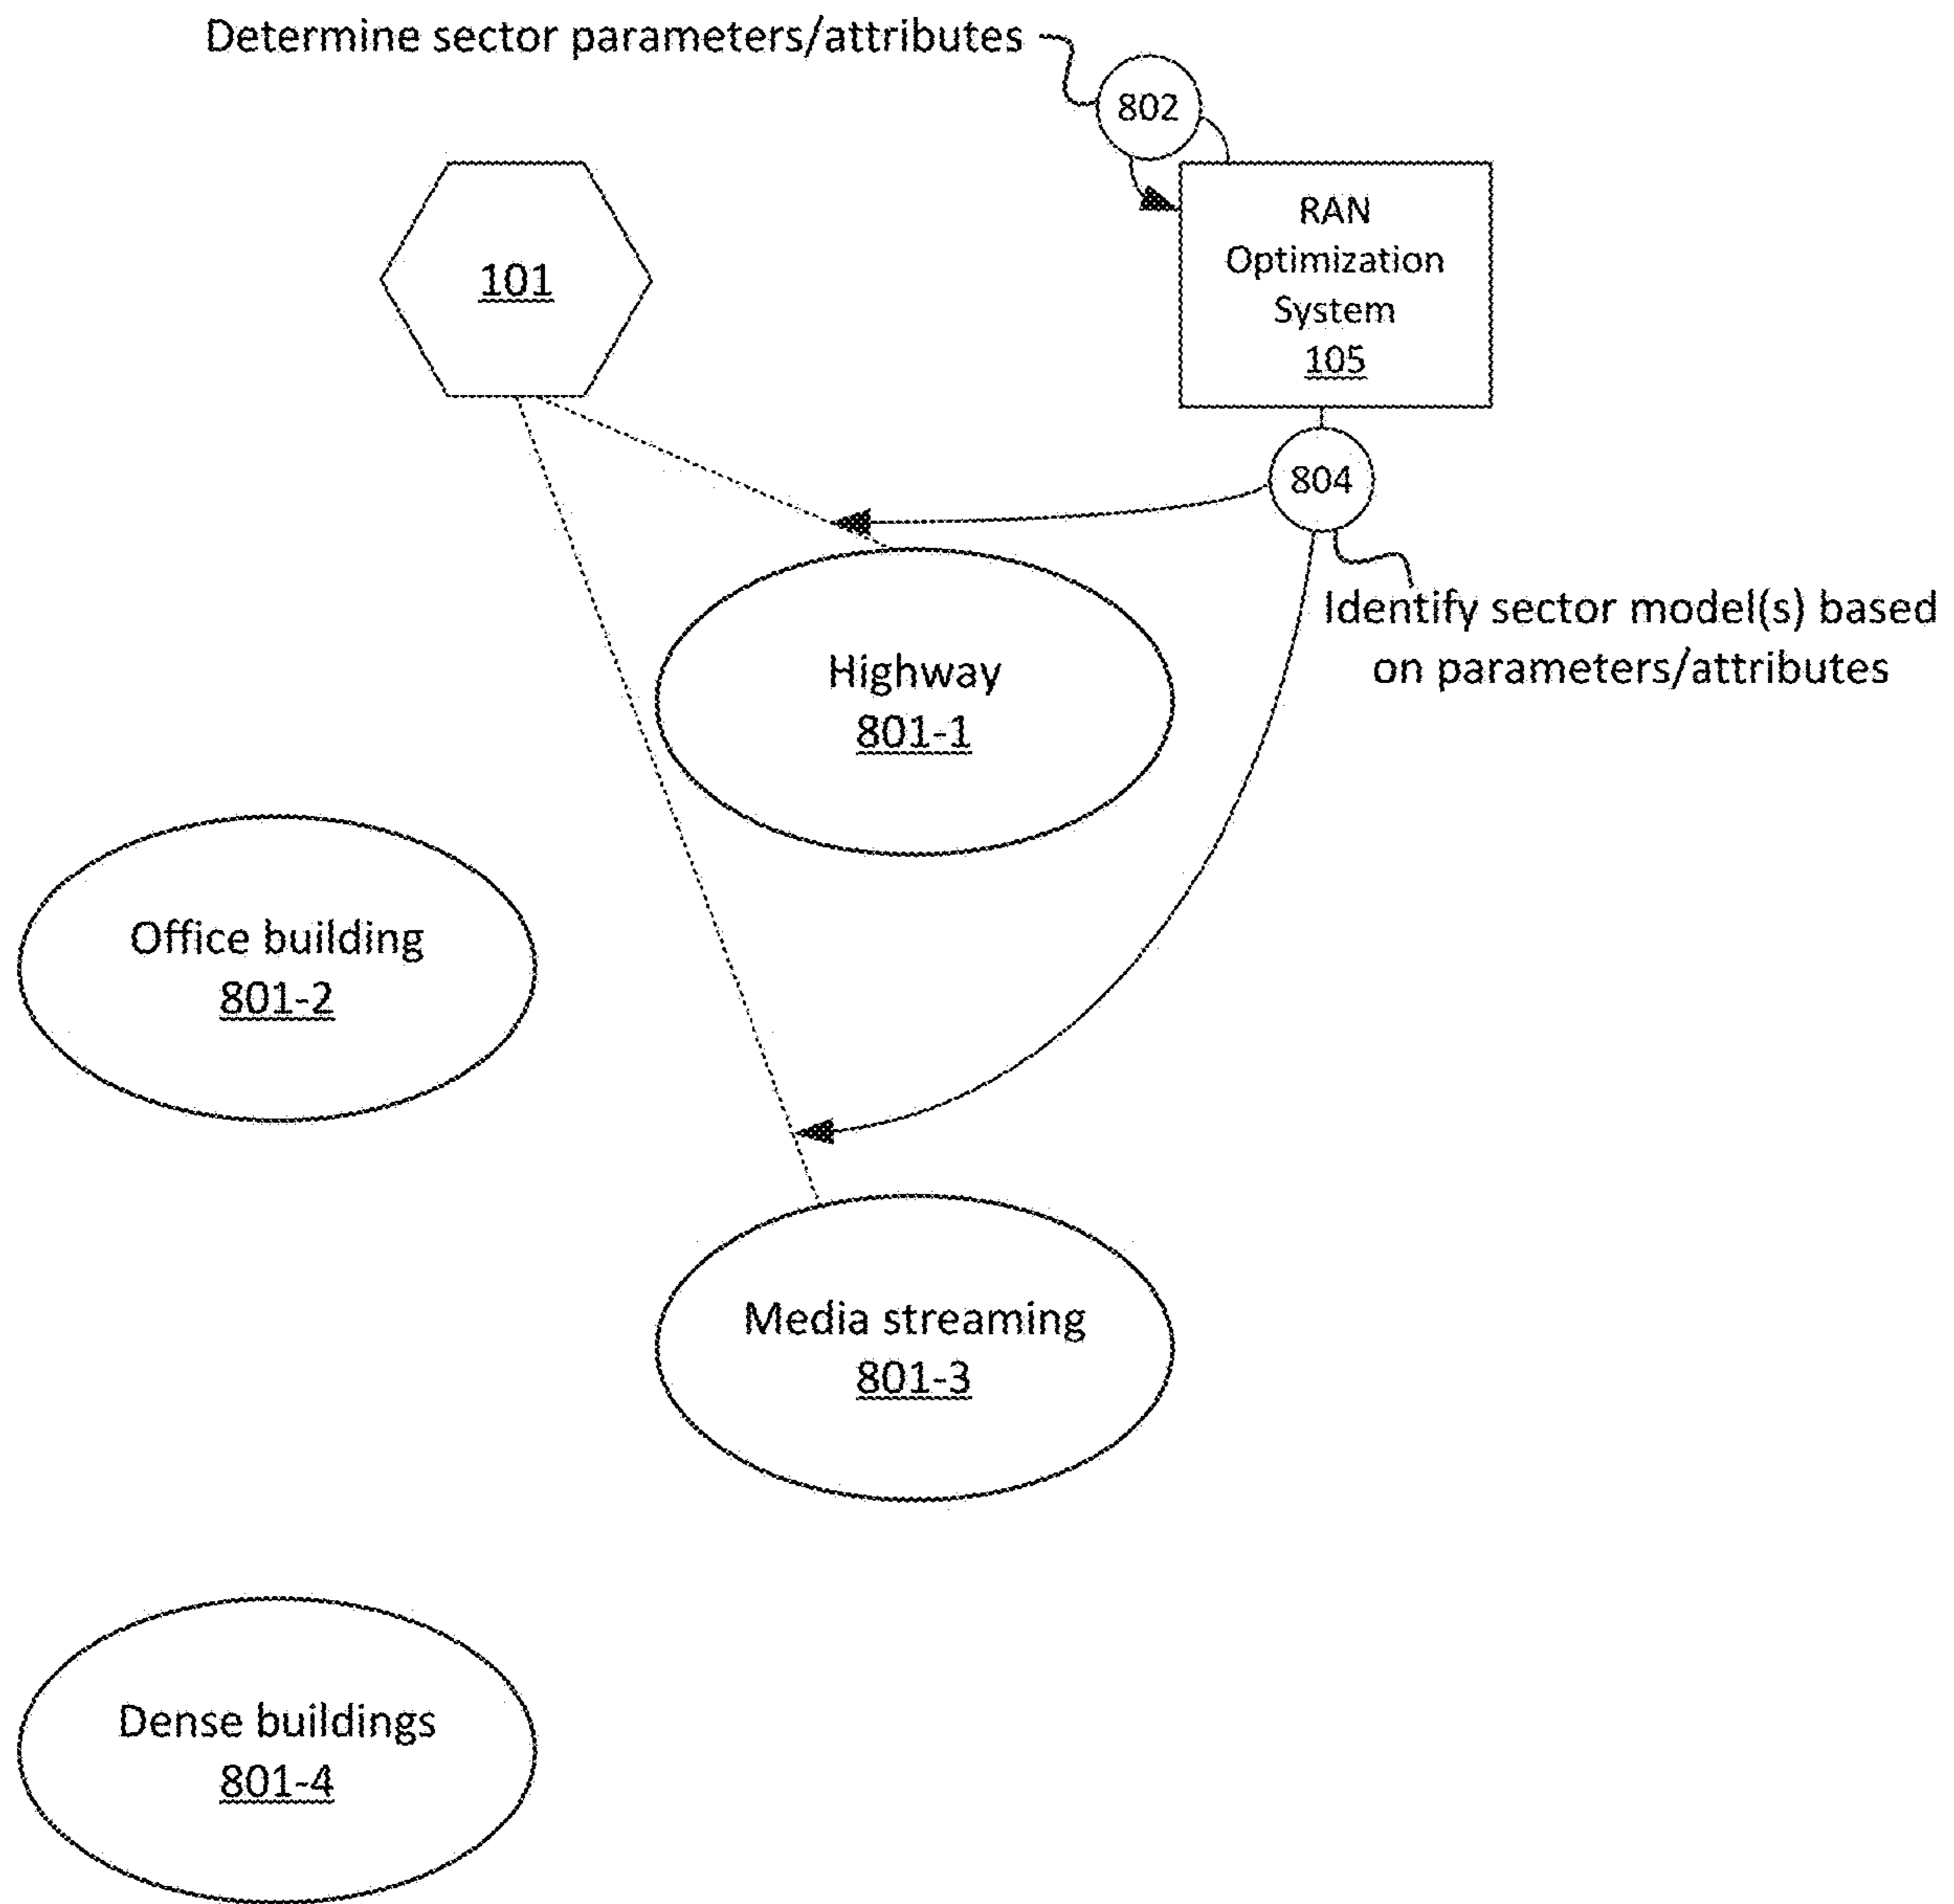 Determine sector parameters/attributes
802
RAN
Optimization
System
105
101
804
Identify sector model(s) based
on parameters/attributes
Highway
801-1
Office building
801-2
Media streaming
801-3
Dense buildings
801-4